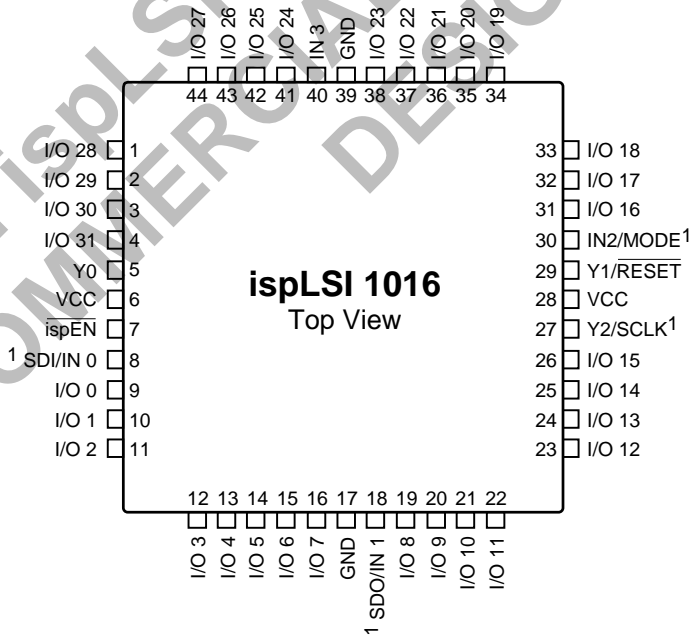 ispLSI
COMMERCIAL
DESIG
I/O 27
I/O 26
I/O 25
I/O 24
IN 3
GND
I/O 23
I/O 22
I/O 21
I/O 20
I/O 19
44 43 42 41 40 39 38 37 36 35 34
I/O 28 1
I/O 29 2
I/O 30 3
I/O 31 4
Y0 5
VCC 6
ispEN 7
1 SDI/IN 0 8
I/O 0 9
I/O 1 10
I/O 2 11
ispLSI 1016
Top View
33 I/O 18
32 I/O 17
31 I/O 16
30 IN2/MODE1
29 Y1/RESET
28 VCC
27 Y2/SCLK1
26 I/O 15
25 I/O 14
24 I/O 13
23 I/O 12
12 13 14 15 16 17 18 19 20 21 22
I/O 3
I/O 4
I/O 5
I/O 6
I/O 7
GND
1 SDO/IN 1
I/O 8
I/O 9
I/O 10
I/O 11